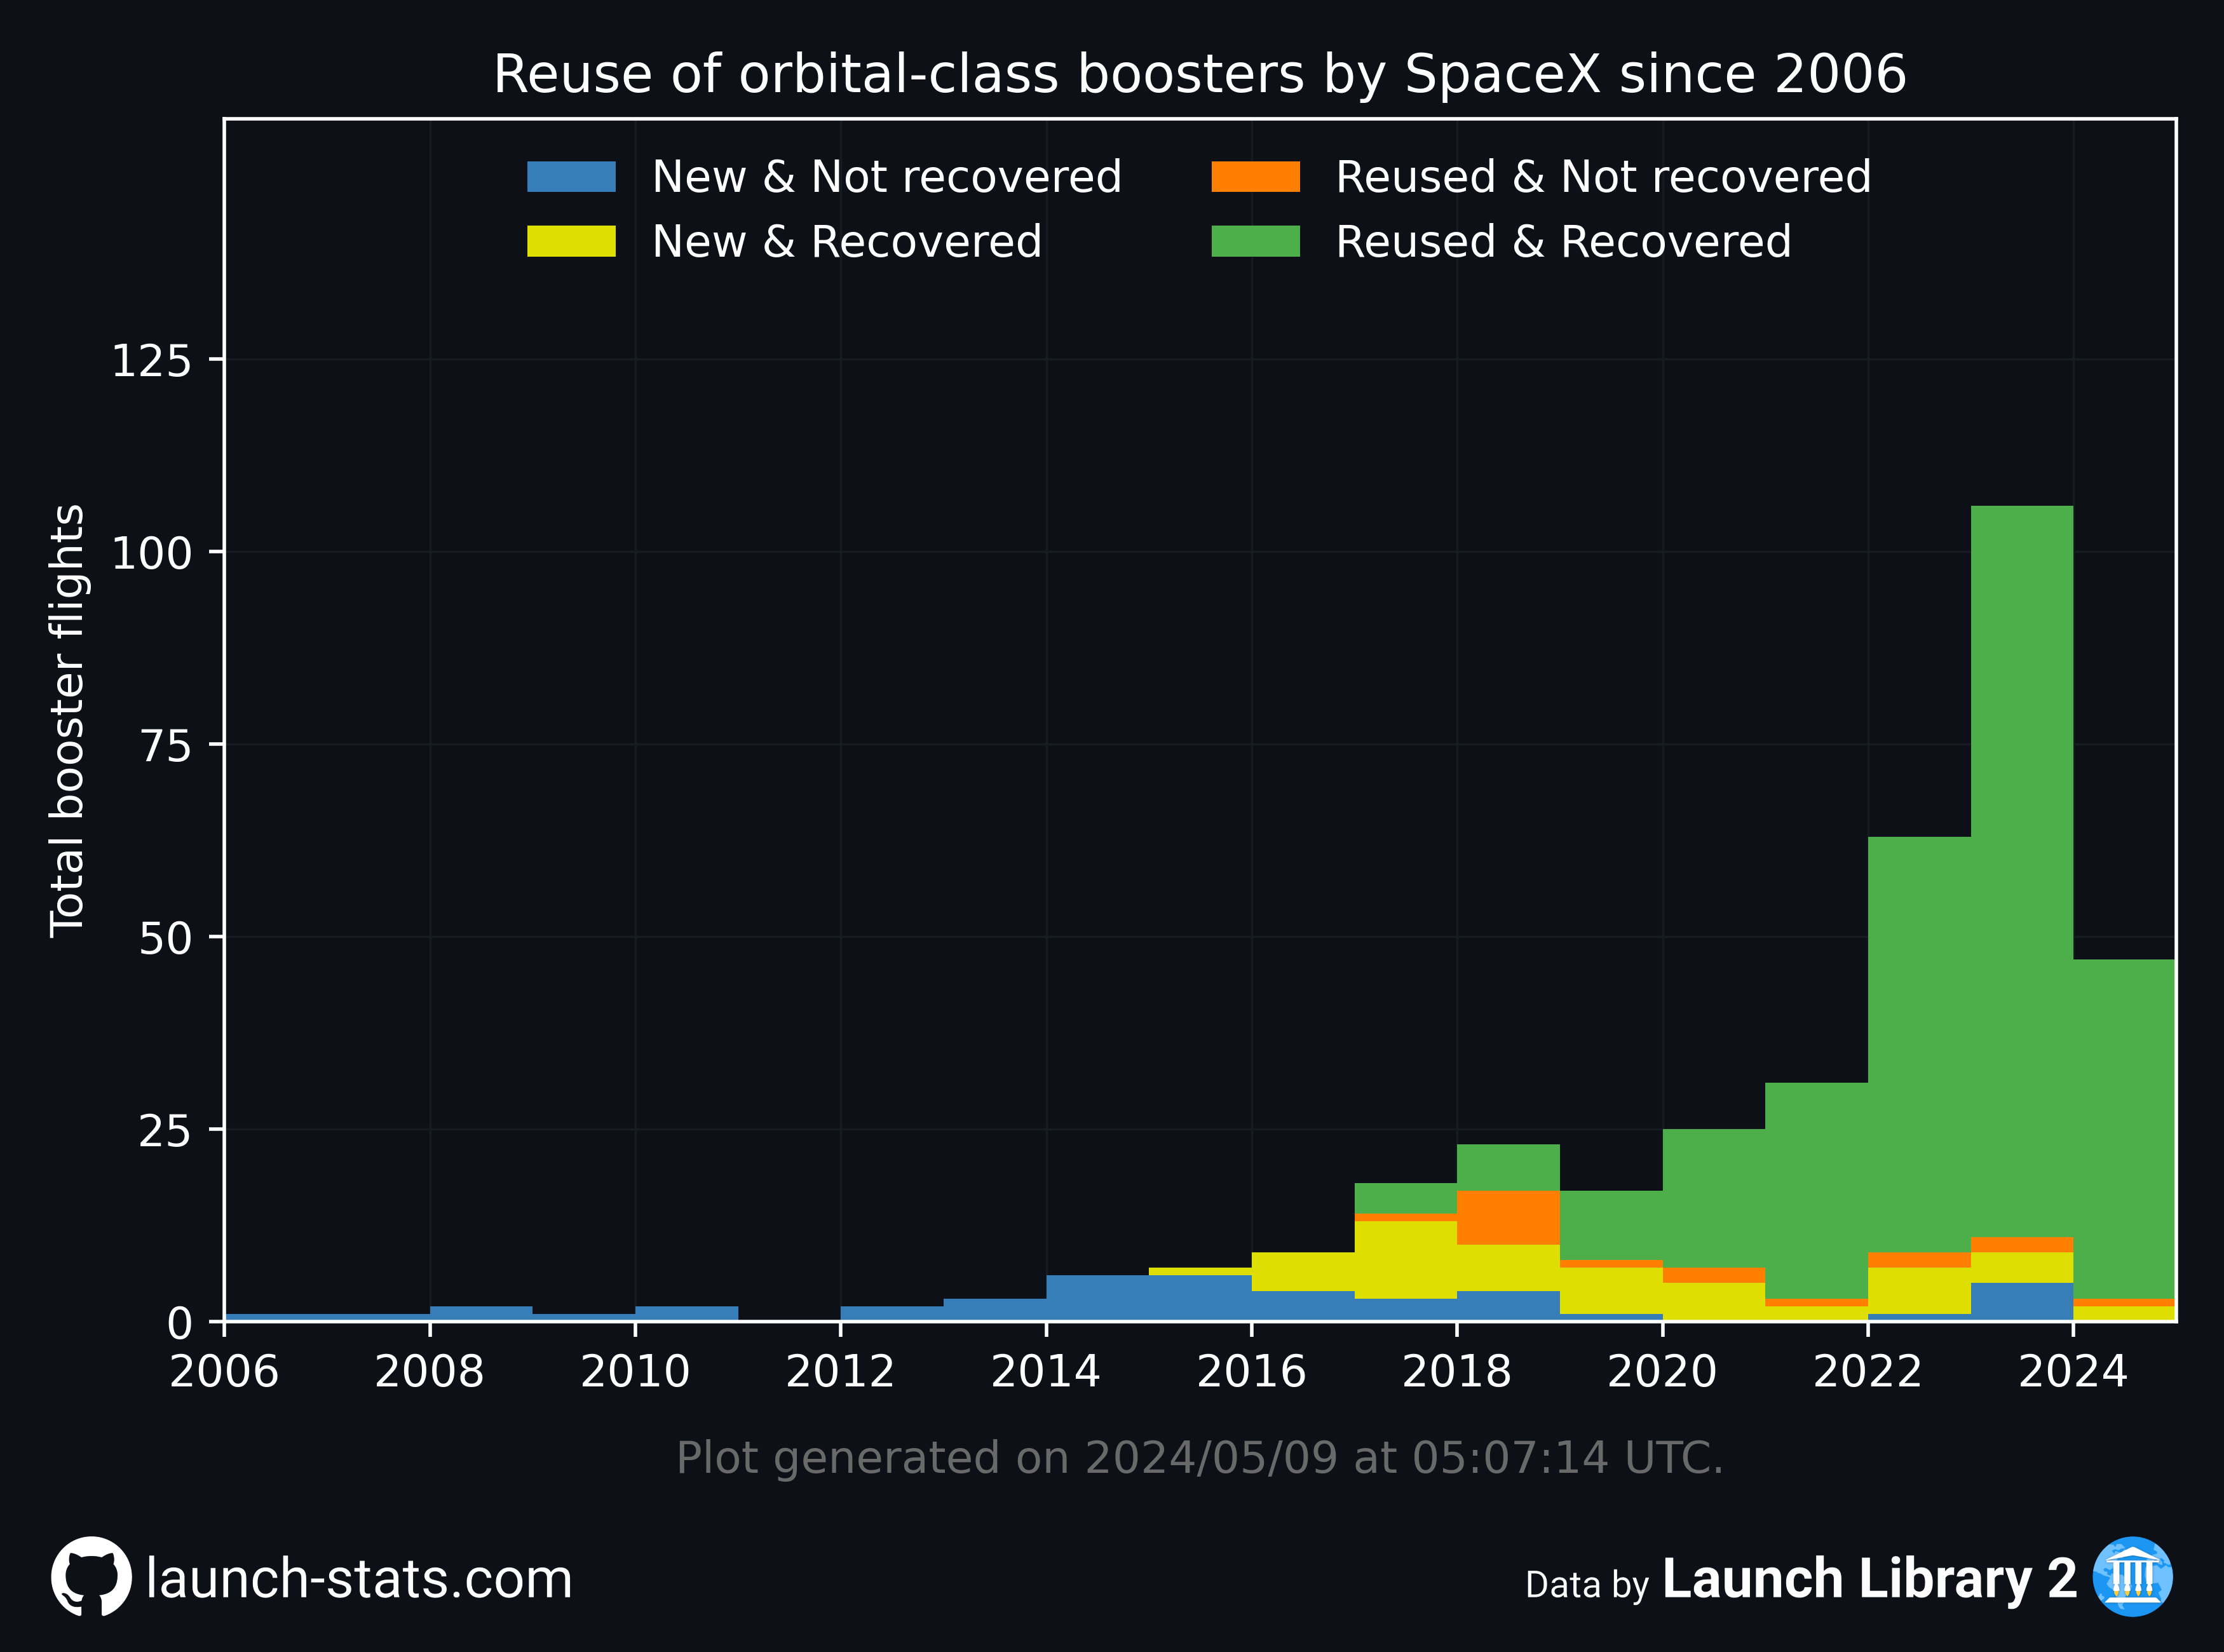 Reuse of orbital-class boosters by SpaceX since 2006
New & Not recovered
New & Recovered
Reused & Not recovered
Reused & Recovered
Total booster flights
125
100
75
50
25
0
2006 2008 2010 2012 2014 2016 2018 2020 2022 2024
Plot generated on 2024/05/09 at 05:07:14 UTC.
launch-stats.com
Data by Launch Library 2